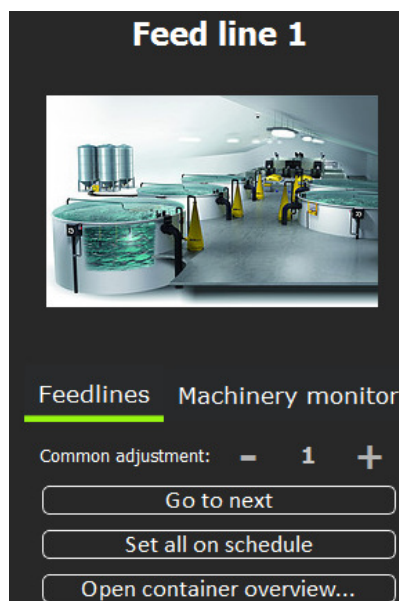 Feed line 1
Feedlines Machinery monitor
Common adjustment: - 1 +
Go to next
Set all on schedule
Open container overview...